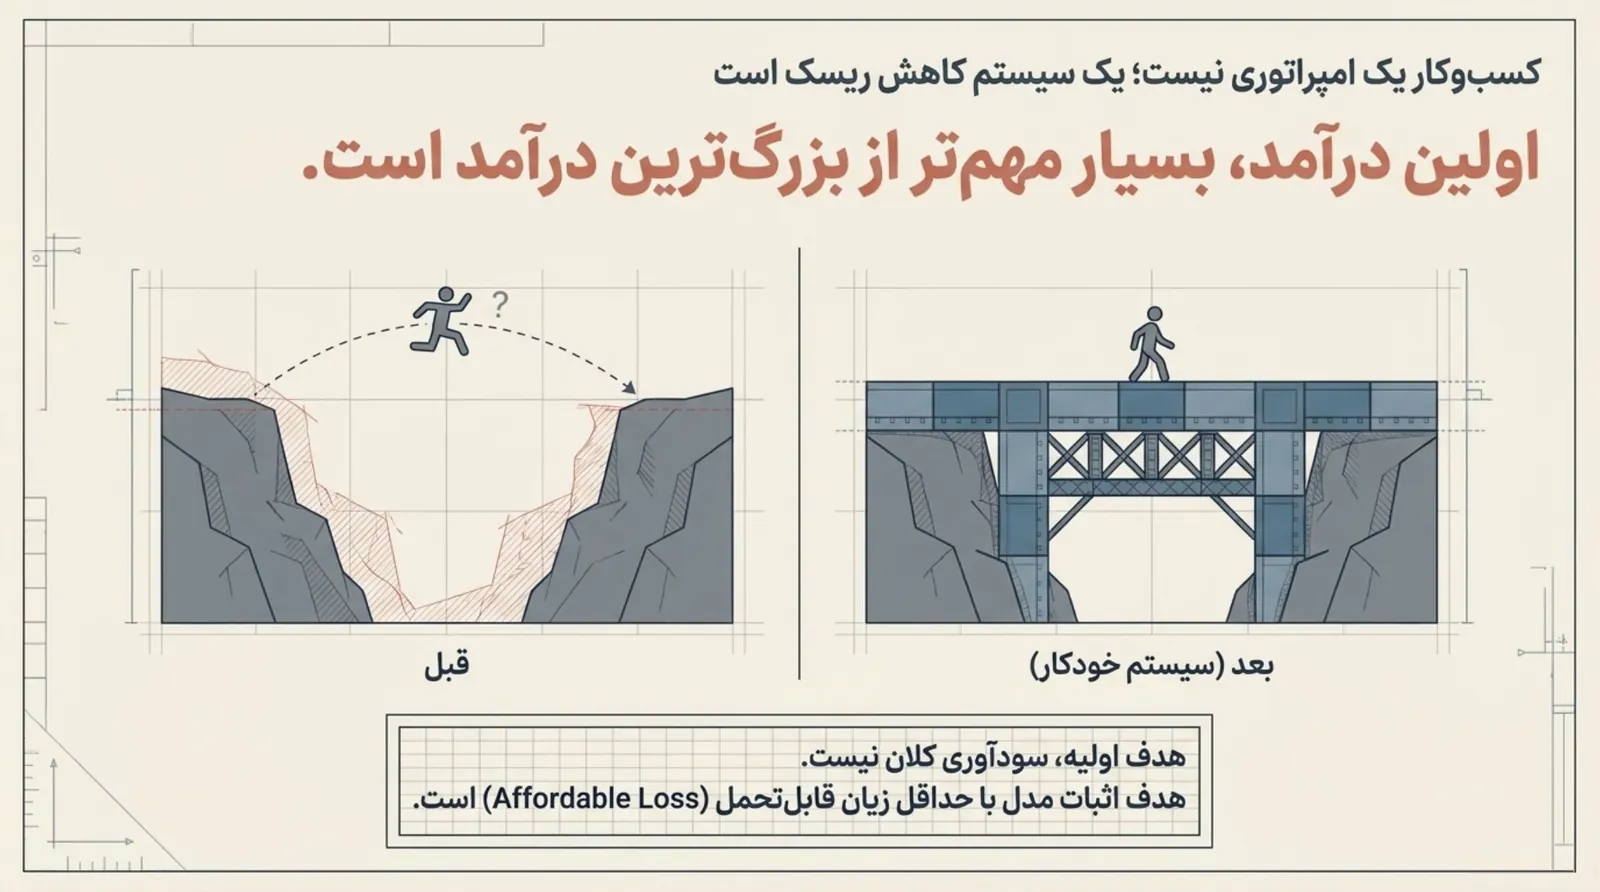 کسب‌وکار یک امپراتوری نیست؛ یک سیستم کاهش ریسک است
اولین درآمد، بسیار مهم‌تر از بزرگ‌ترین درآمد است.
?
قبل
بعد (سیستم خودکار)
هدف اولیه، سودآوری کلان نیست.
هدف اثبات مدل با حداقل زیان قابل‌تحمل (Affordable Loss) است.